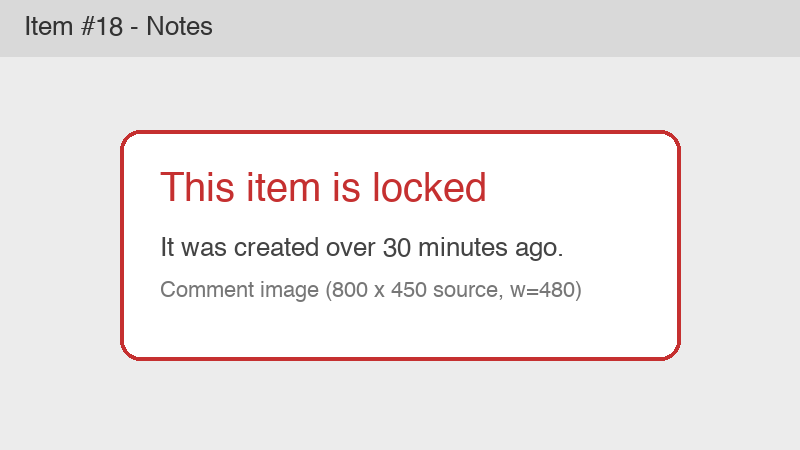 Item #18 - Notes
This item is locked
It was created over 30 minutes ago.
Comment image (800 x 450 source, w=480)